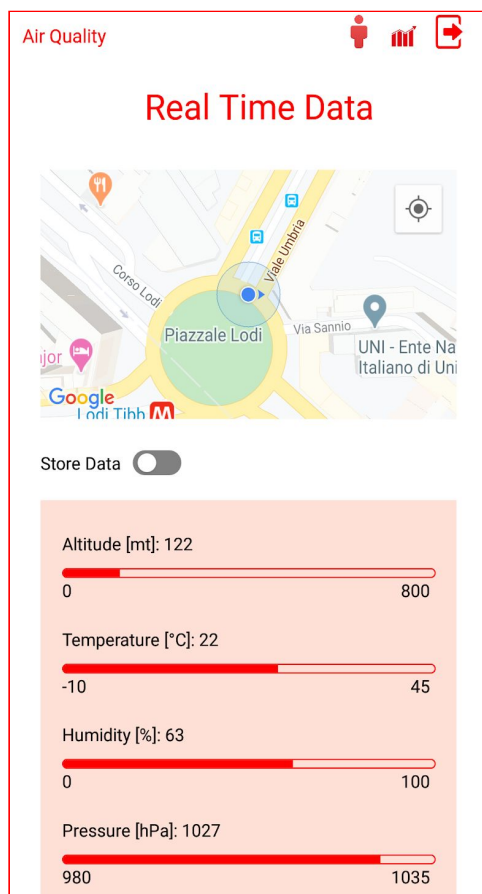 Air Quality
Real Time Data
Corso Lodi
Viale Umbria
Piazzale Lodi
Via Sannio
UNI - Ente Na
Italiano di Uni
jor
Google
Lodi Tibb M
Store Data
Altitude [mt]: 122
0 800
Temperature [°C]: 22
-10 45
Humidity [%]: 63
0 100
Pressure [hPa]: 1027
980 1035